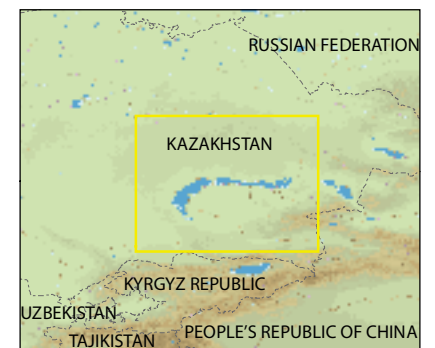 RUSSIAN FEDERATION
KAZAKHSTAN
KYRGYZ REPUBLIC
UZBEKISTAN
TAJIKISTAN
PEOPLE'S REPUBLIC OF CHINA